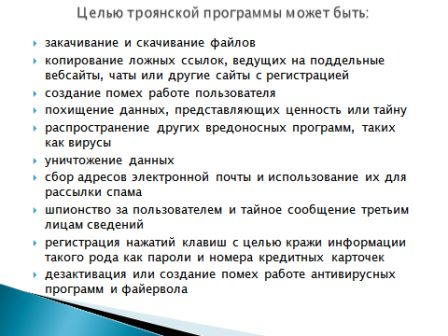 Целью троянской программы может быть:
закачивание и скачивание файлов
копирование ложных ссылок, ведущих на поддельные
вебсайты, чаты или другие сайты с регистрацией
создание помех работе пользователя
похищение данных, представляющих ценность или тайну
распространение других вредоносных программ, таких
как вирусы
уничтожение данных
сбор адресов электронной почты и использование их для
рассылки спама
шпионство за пользователем и тайное сообщение третьим
лицам сведений
регистрация нажатий клавиш с целью кражи информации
такого рода как пароли и номера кредитных карточек
дезактивация или создание помех работе антивирусных
программ и файервола